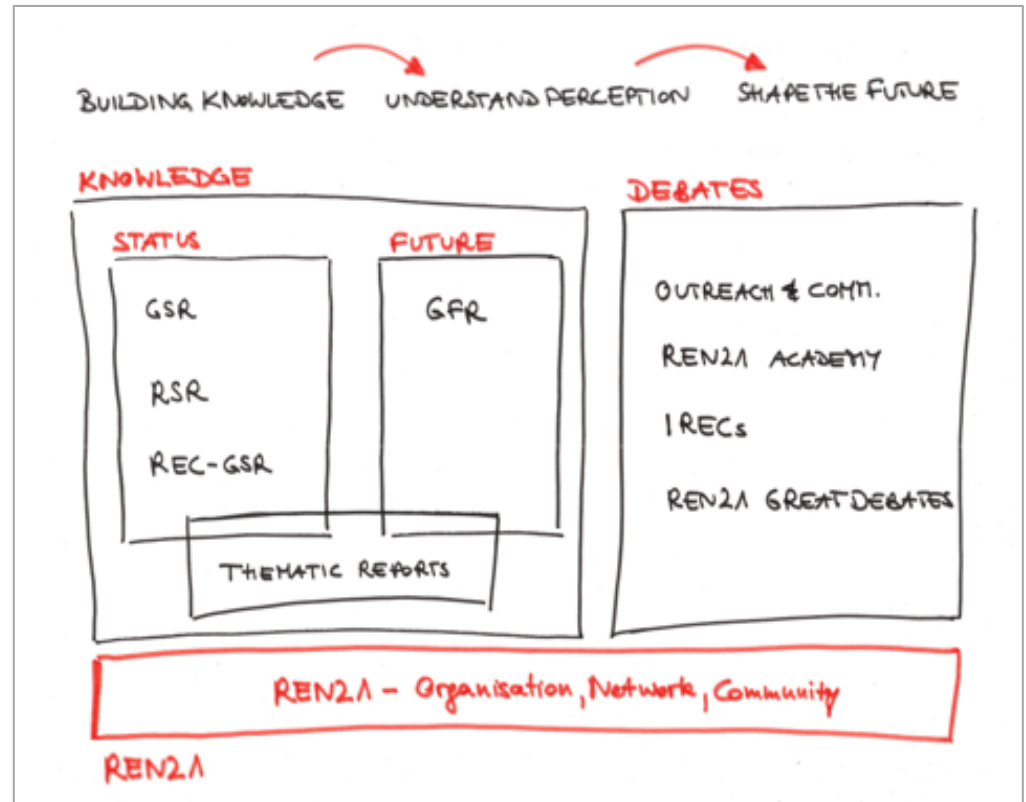 BUILDING KNOWLEDGE UNDERSTAND PERCEPTION SHAPE THE FUTURE
KNOWLEDGE
DEBATES
STATUS
FUTURE
GSR
RSR
REC-GSR
GFR
THEMATIC REPORTS
OUTREACH & COMM.
REN21 ACADEMY
IRECs
REN21 GREAT DEBATES
REN21 - Organisation, Network, Community
REN21